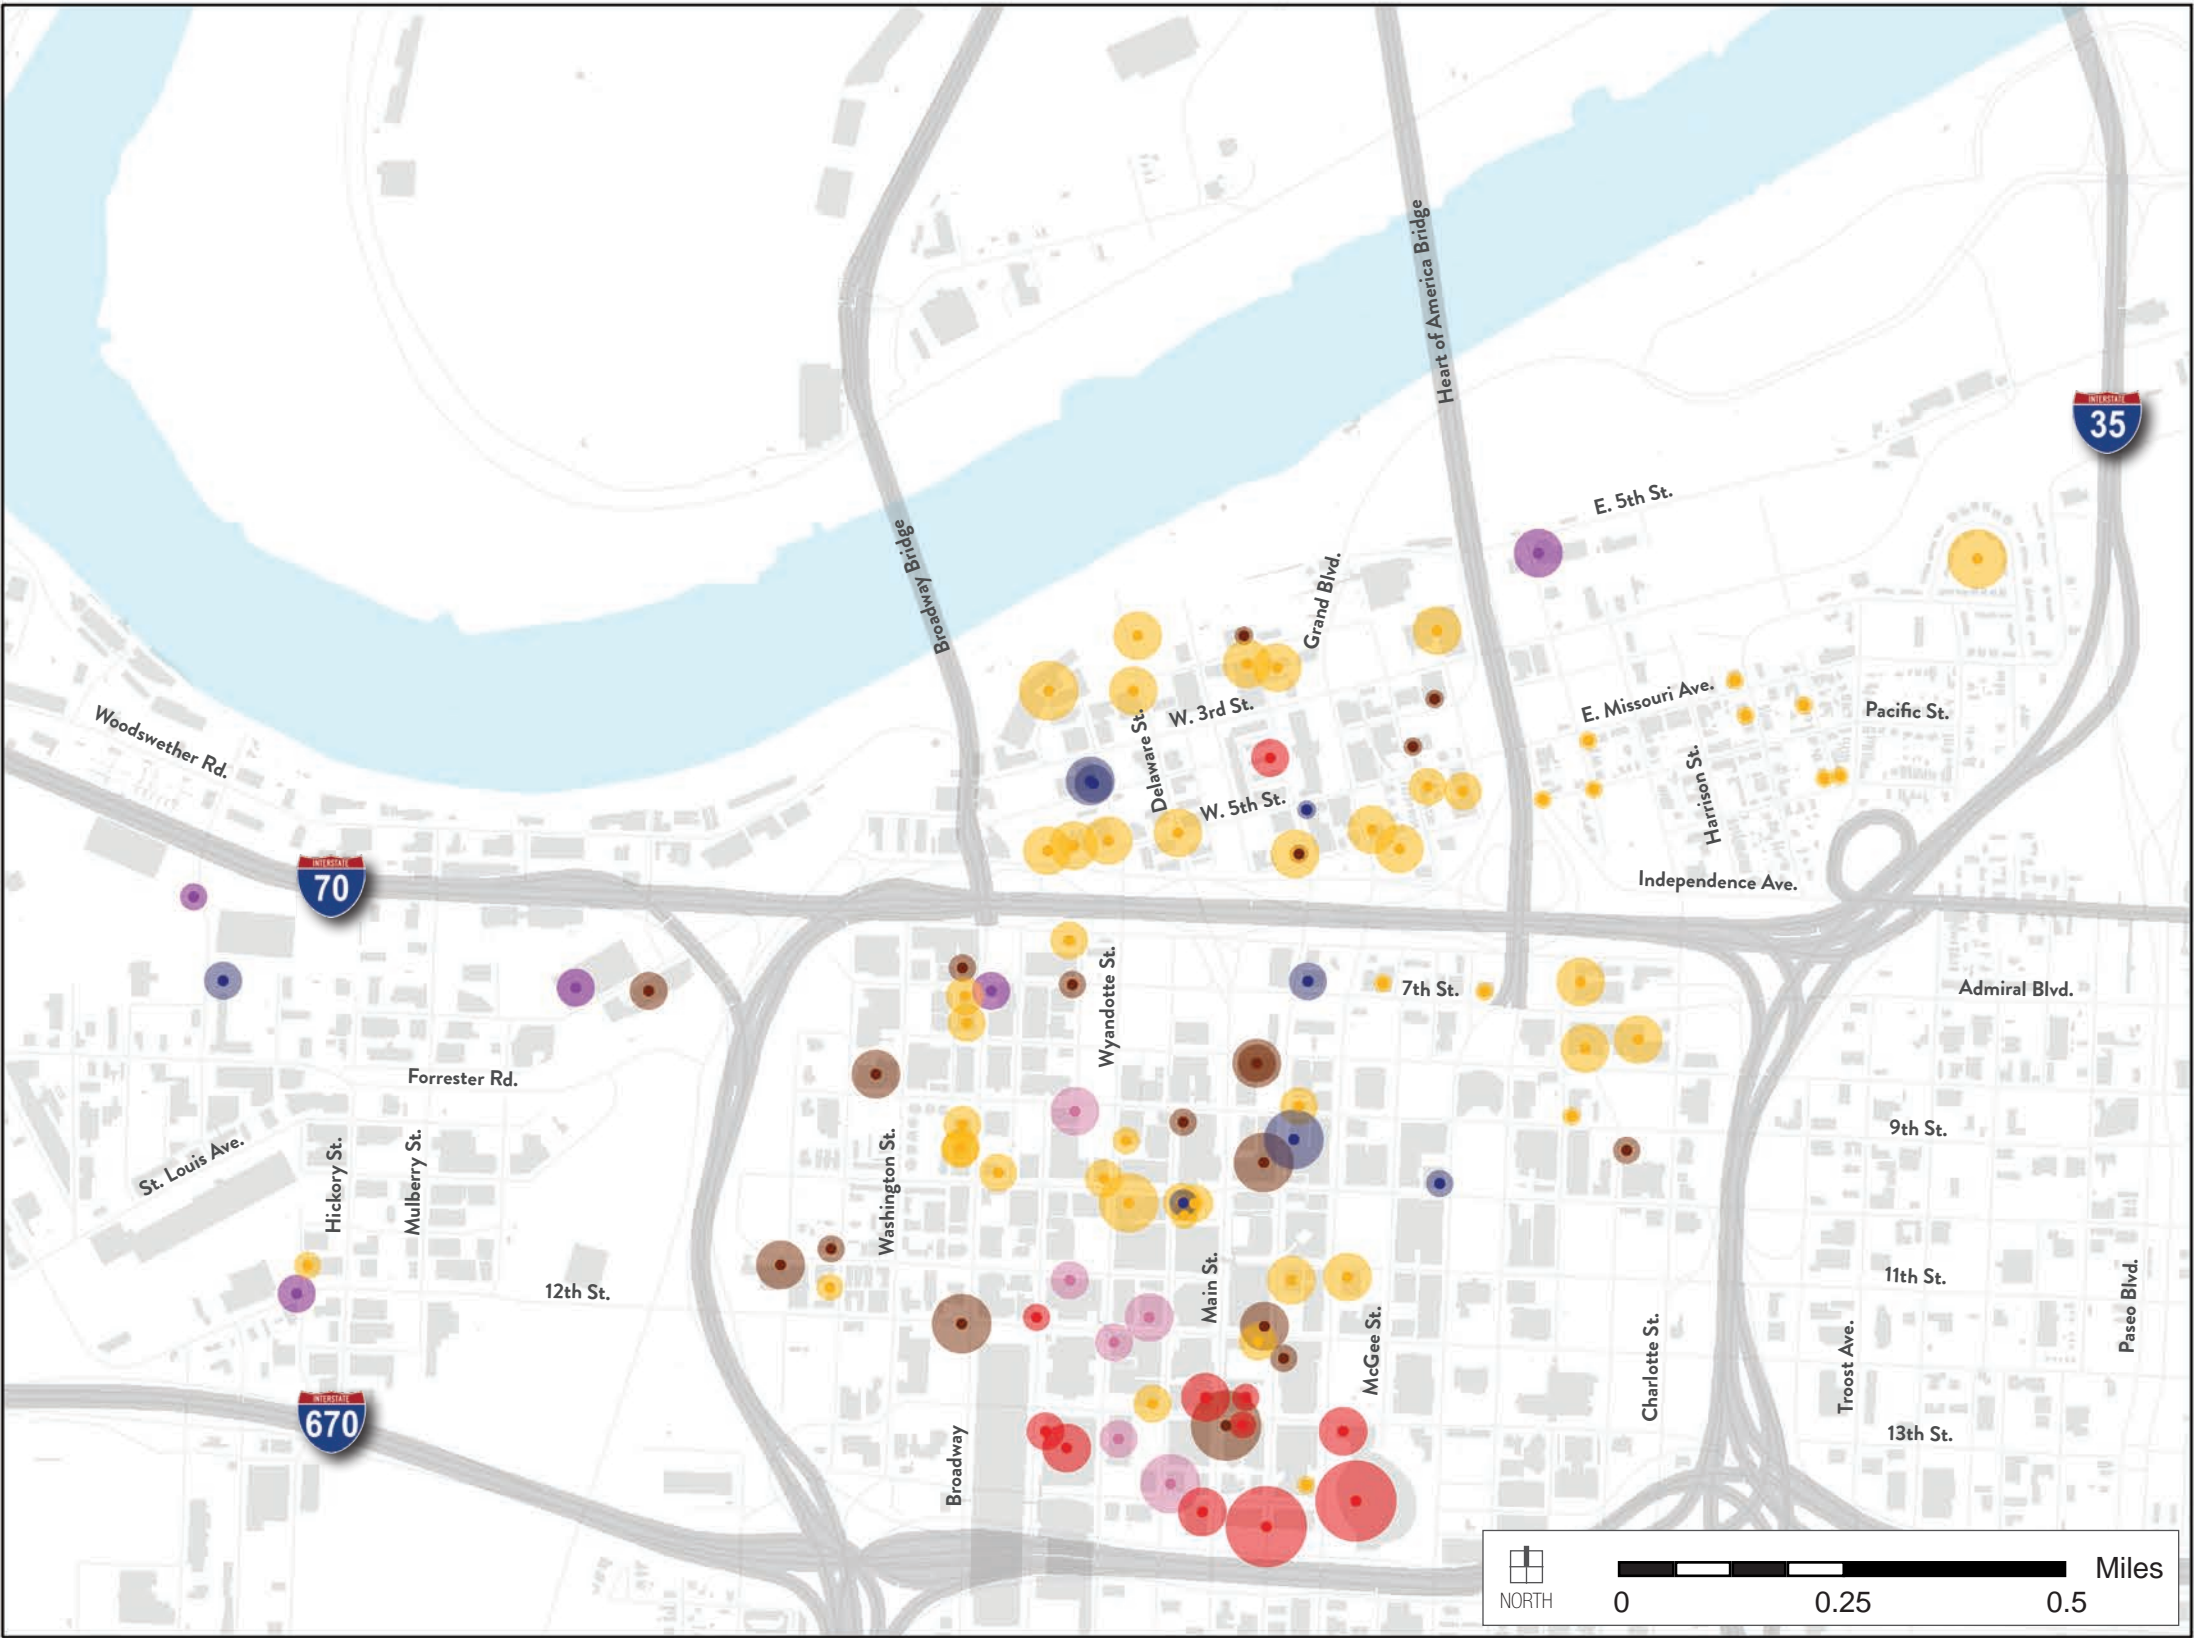 Heart of America Bridge
INTERSTATE
35
E. 5th St.
Broadway Bridge
Grand Blvd.
Woodswether Rd.
Delaware St.
W. 3rd St.
E. Missouri Ave.
Pacific St.
Harrison St.
W. 5th St.
INTERSTATE
70
Independence Ave.
Wyandotte St.
7th St.
Admiral Blvd.
Forrester Rd.
9th St.
St. Louis Ave.
Hickory St.
Mulberry St.
Washington St.
12th St.
Main St.
McGee St.
11th St.
Paseo Blvd.
Charlotte St.
Troost Ave.
INTERSTATE
670
Broadway
13th St.
NORTH
Miles
0 0.25 0.5